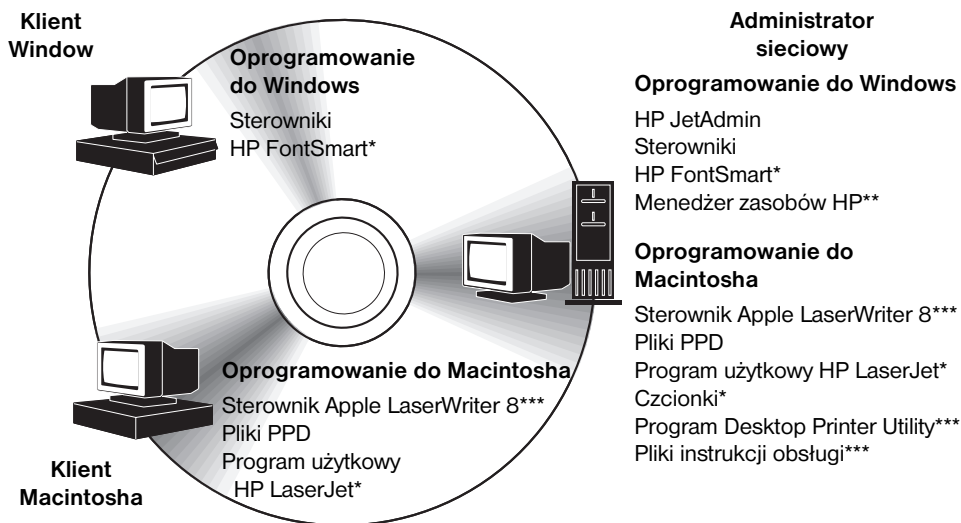 Klient
Window
Oprogramowanie
do Windows
Sterowniki
HP FontSmart*
Administrator
sieciowy
Oprogramowanie do Windows
HP JetAdmin
Sterowniki
HP FontSmart*
Menedżer zasobów HP**
Oprogramowanie do
Macintosha
Sterownik Apple LaserWriter 8***
Pliki PPD
Program użytkowy HP LaserJet*
Czcionki*
Program Desktop Printer Utility***
Pliki instrukcji obsługi***
Oprogramowanie do Macintosha
Sterownik Apple LaserWriter 8***
Pliki PPD
Program użytkowy
HP LaserJet*
Klient
Macintosha